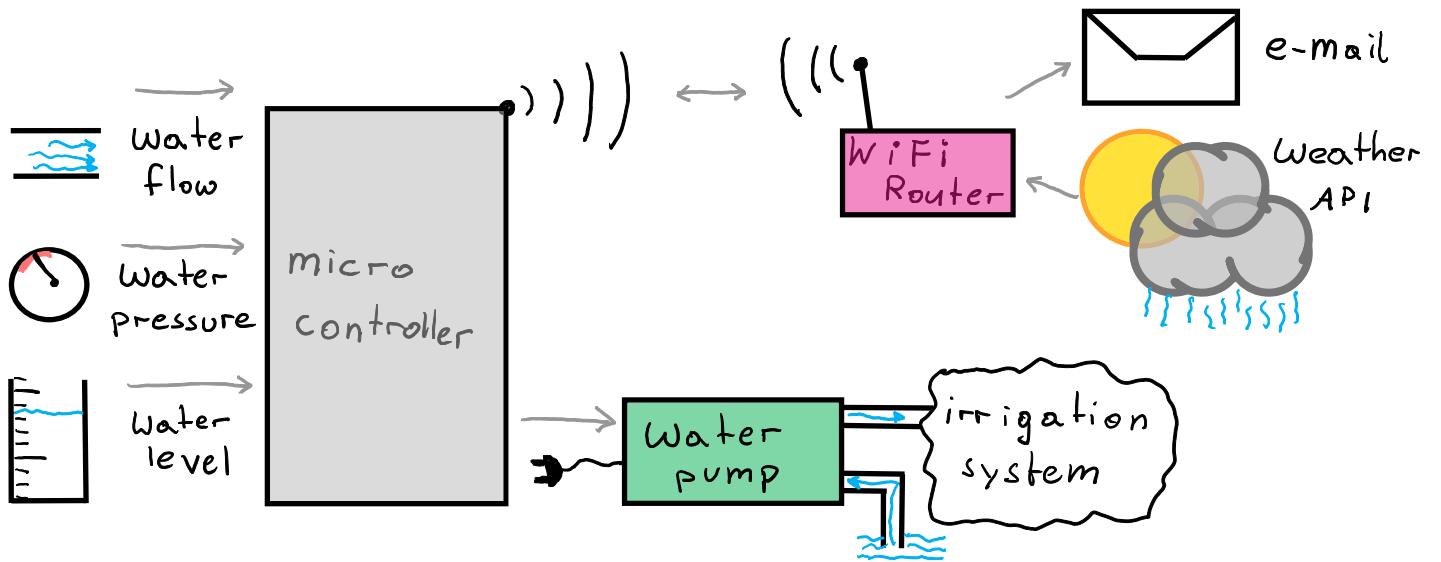 water
flow
water
pressure
water
level
micro
controller
WiFi
Router
e-mail
weather
API
water
pump
irrigation
system